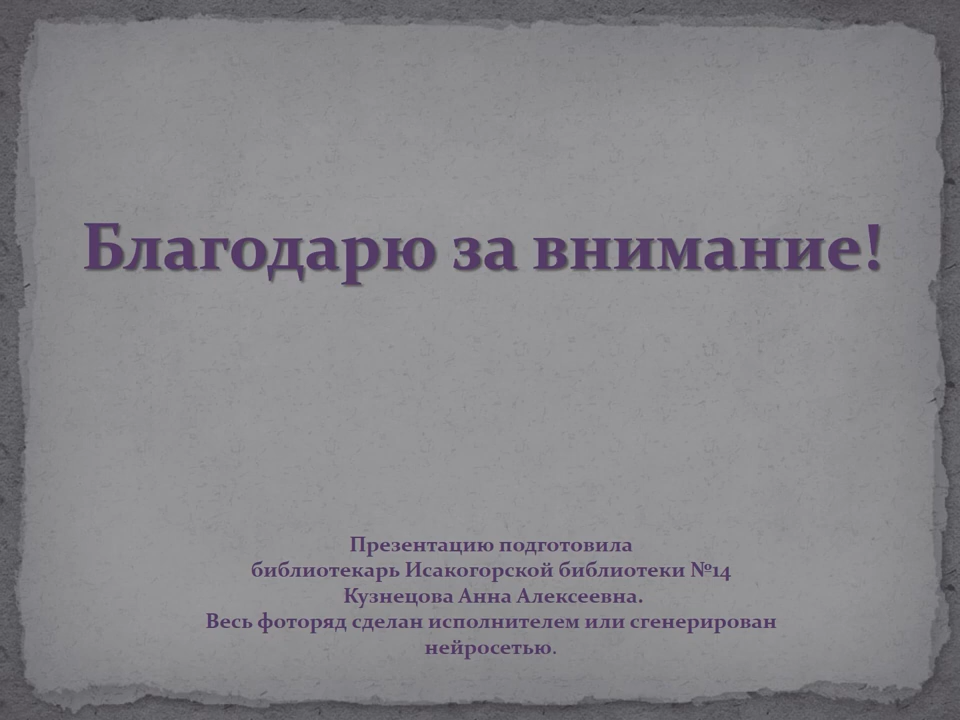 Благодарю за внимание!
Презентацию подготовила
библиотекарь Исакогорской библиотеки №14
Кузнецова Анна Алексеевна.
Весь фоторяд сделан исполнителем или сгенерирован
нейросетью.